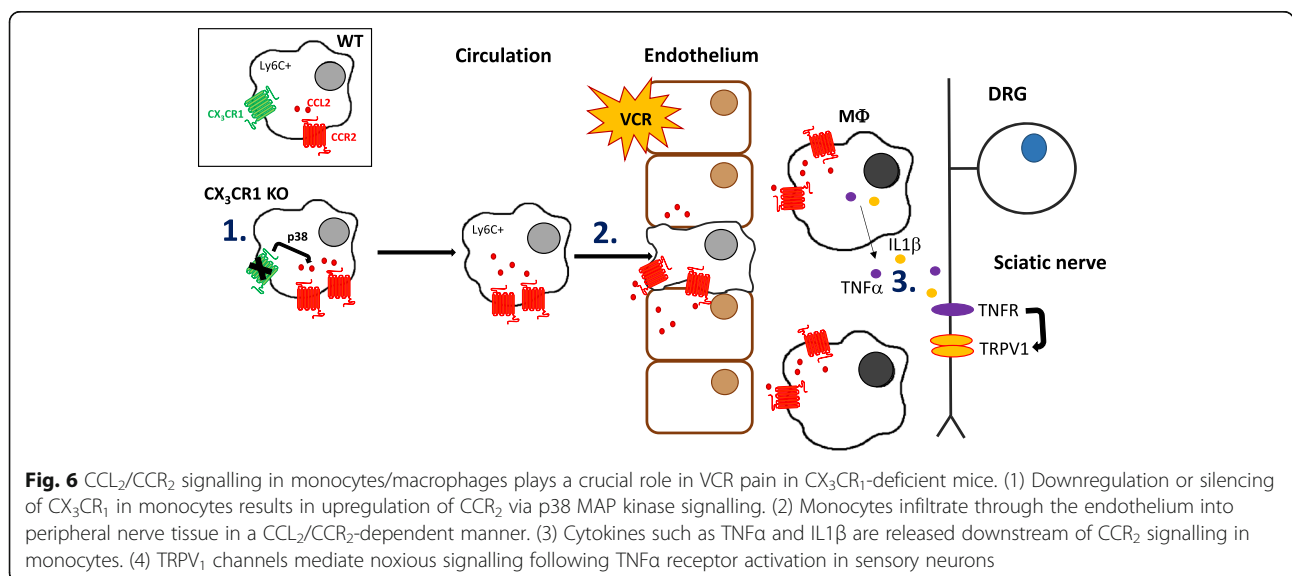 WT
Ly6C+
CX₃CR1
CCL2
CCR2
Circulation
Endothelium
VCR
MΦ
DRG
CX₃CR1 KO
1.
p38
Ly6C+
2.
IL1β
TNFα
3.
Sciatic nerve
TNFR
TRPV1
Fig. 6 CCL₂/CCR₂ signalling in monocytes/macrophages plays a crucial role in VCR pain in CX₃CR₁-deficient mice. (1) Downregulation or silencing
of CX₃CR₁ in monocytes results in upregulation of CCR₂ via p38 MAP kinase signalling. (2) Monocytes infiltrate through the endothelium into
peripheral nerve tissue in a CCL₂/CCR₂-dependent manner. (3) Cytokines such as TNFα and IL1β are released downstream of CCR₂ signalling in
monocytes. (4) TRPV₁ channels mediate noxious signalling following TNFα receptor activation in sensory neurons